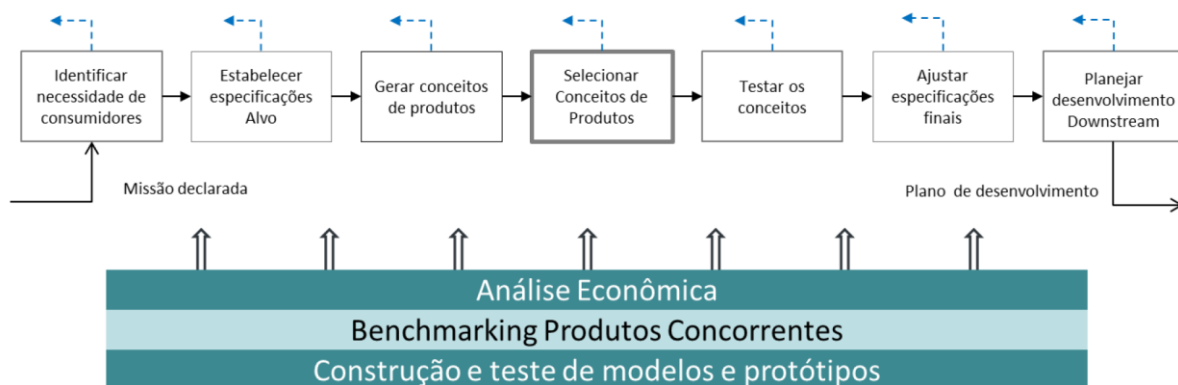 Identificar
necessidade de
consumidores
Estabelecer
especificações
Alvo
Gerar conceitos
de produtos
Selecionar
Conceitos de
Produtos
Testar os
conceitos
Ajustar
especificações
finais
Planejar
desenvolvimento
Downstream
Missão declarada
Plano de desenvolvimento
Análise Econômica
Benchmarking Produtos Concorrentes
Construção e teste de modelos e protótipos